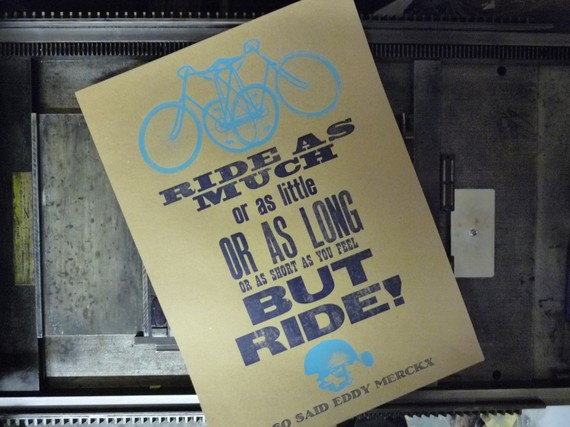 RIDE AS
MUCH
or as little
OR AS LONG
OR AS SHORT AS YOU FEEL
BUT
RIDE!
SO SAID EDDY MERCKX